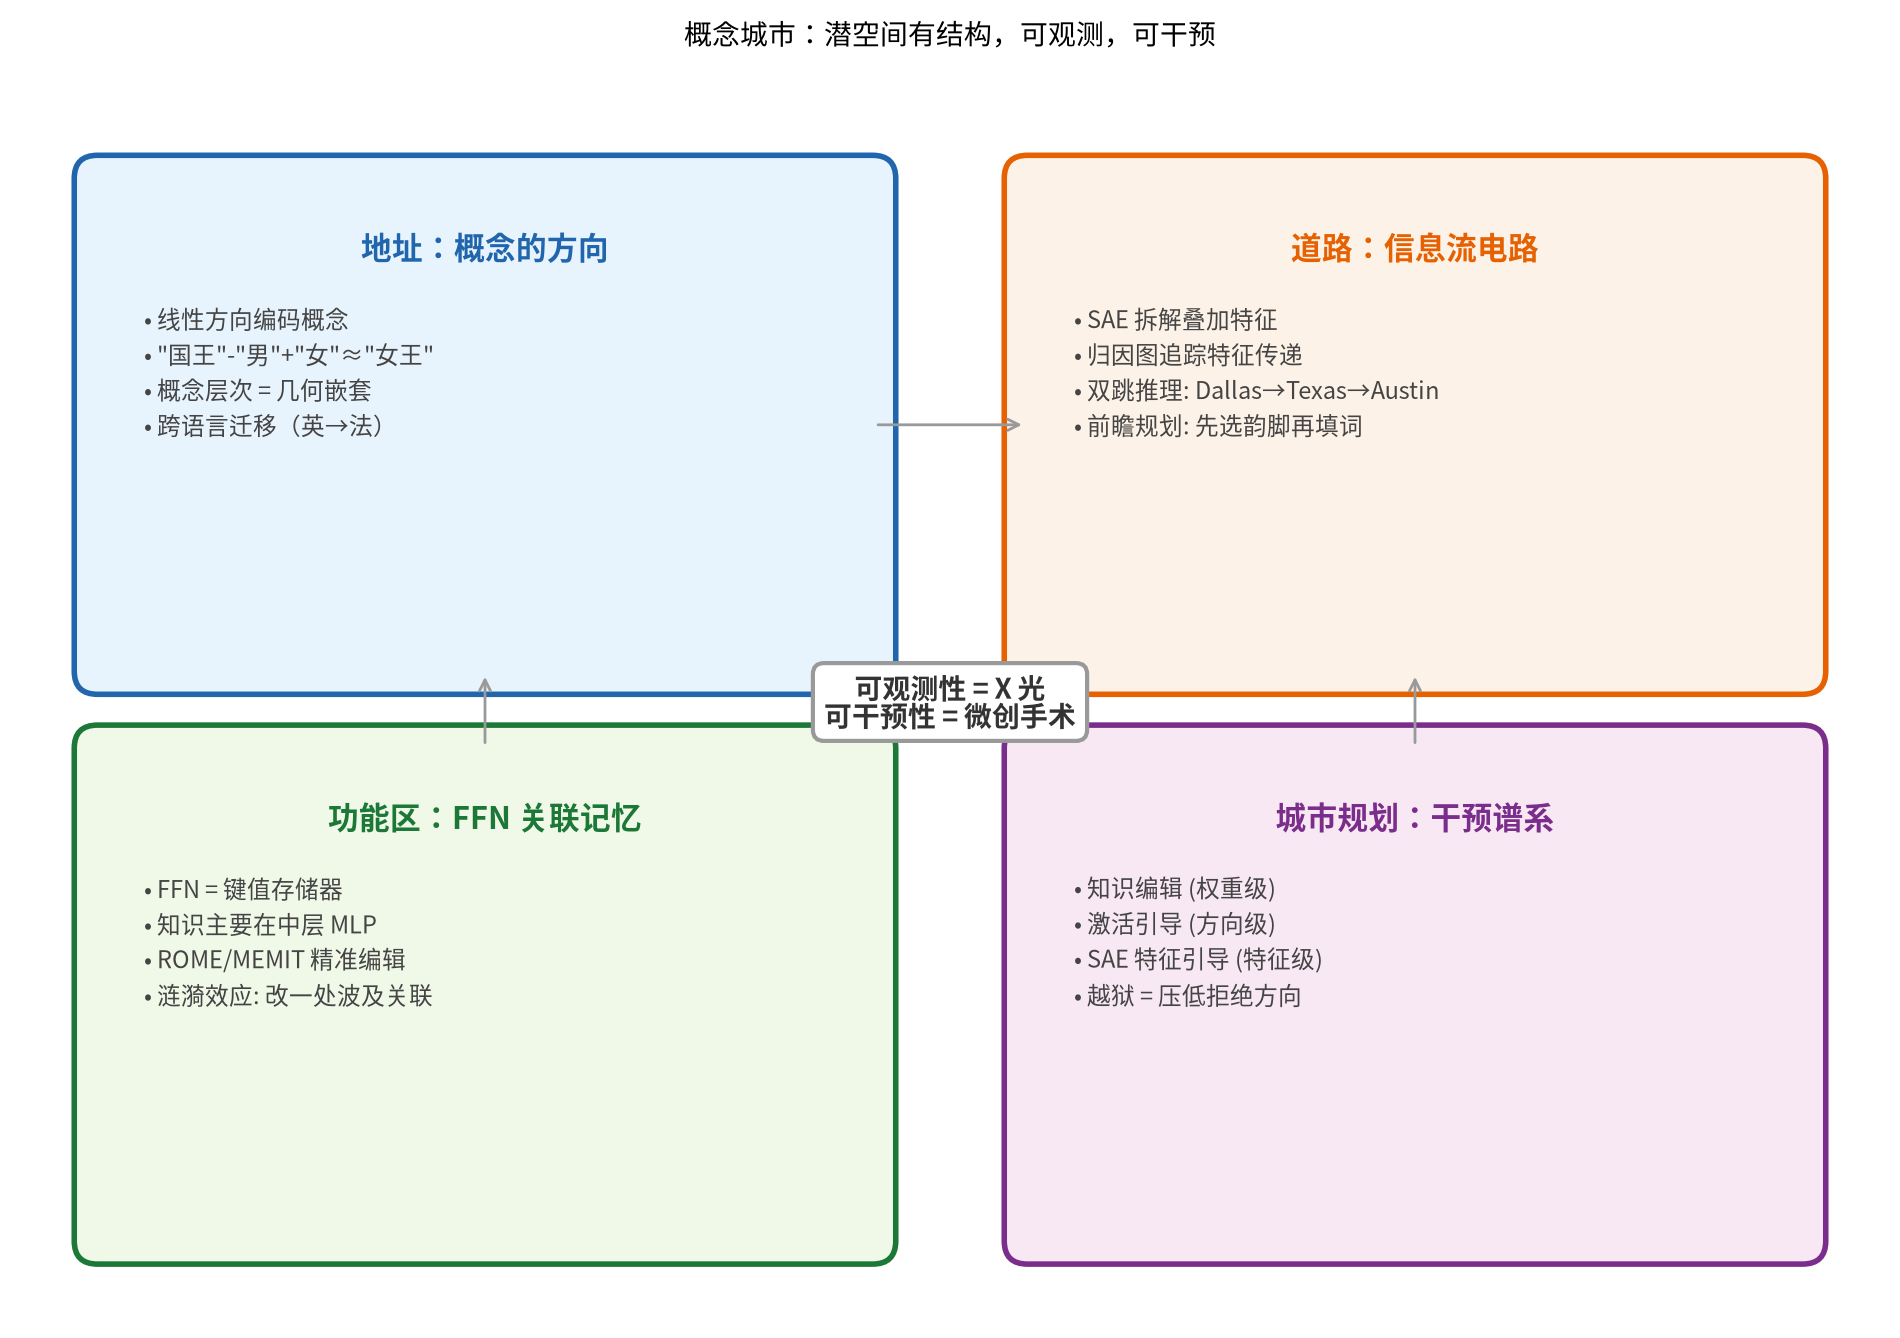 概念城市：潜空间有结构，可观测，可干预
地址：概念的方向
• 线性方向编码概念
• "国王"-"男"+"女"≈"女王"
• 概念层次 = 几何嵌套
• 跨语言迁移（英→法）
道路：信息流电路
• SAE 拆解叠加特征
• 归因图追踪特征传递
• 双跳推理: Dallas→Texas→Austin
• 前瞻规划: 先选韵脚再填词
可观测性 = X 光
可干预性 = 微创手术
功能区：FFN 关联记忆
• FFN = 键值存储器
• 知识主要在中层 MLP
• ROME/MEMIT 精准编辑
• 涟漪效应: 改一处波及关联
城市规划：干预谱系
• 知识编辑 (权重级)
• 激活引导 (方向级)
• SAE 特征引导 (特征级)
• 越狱 = 压低拒绝方向